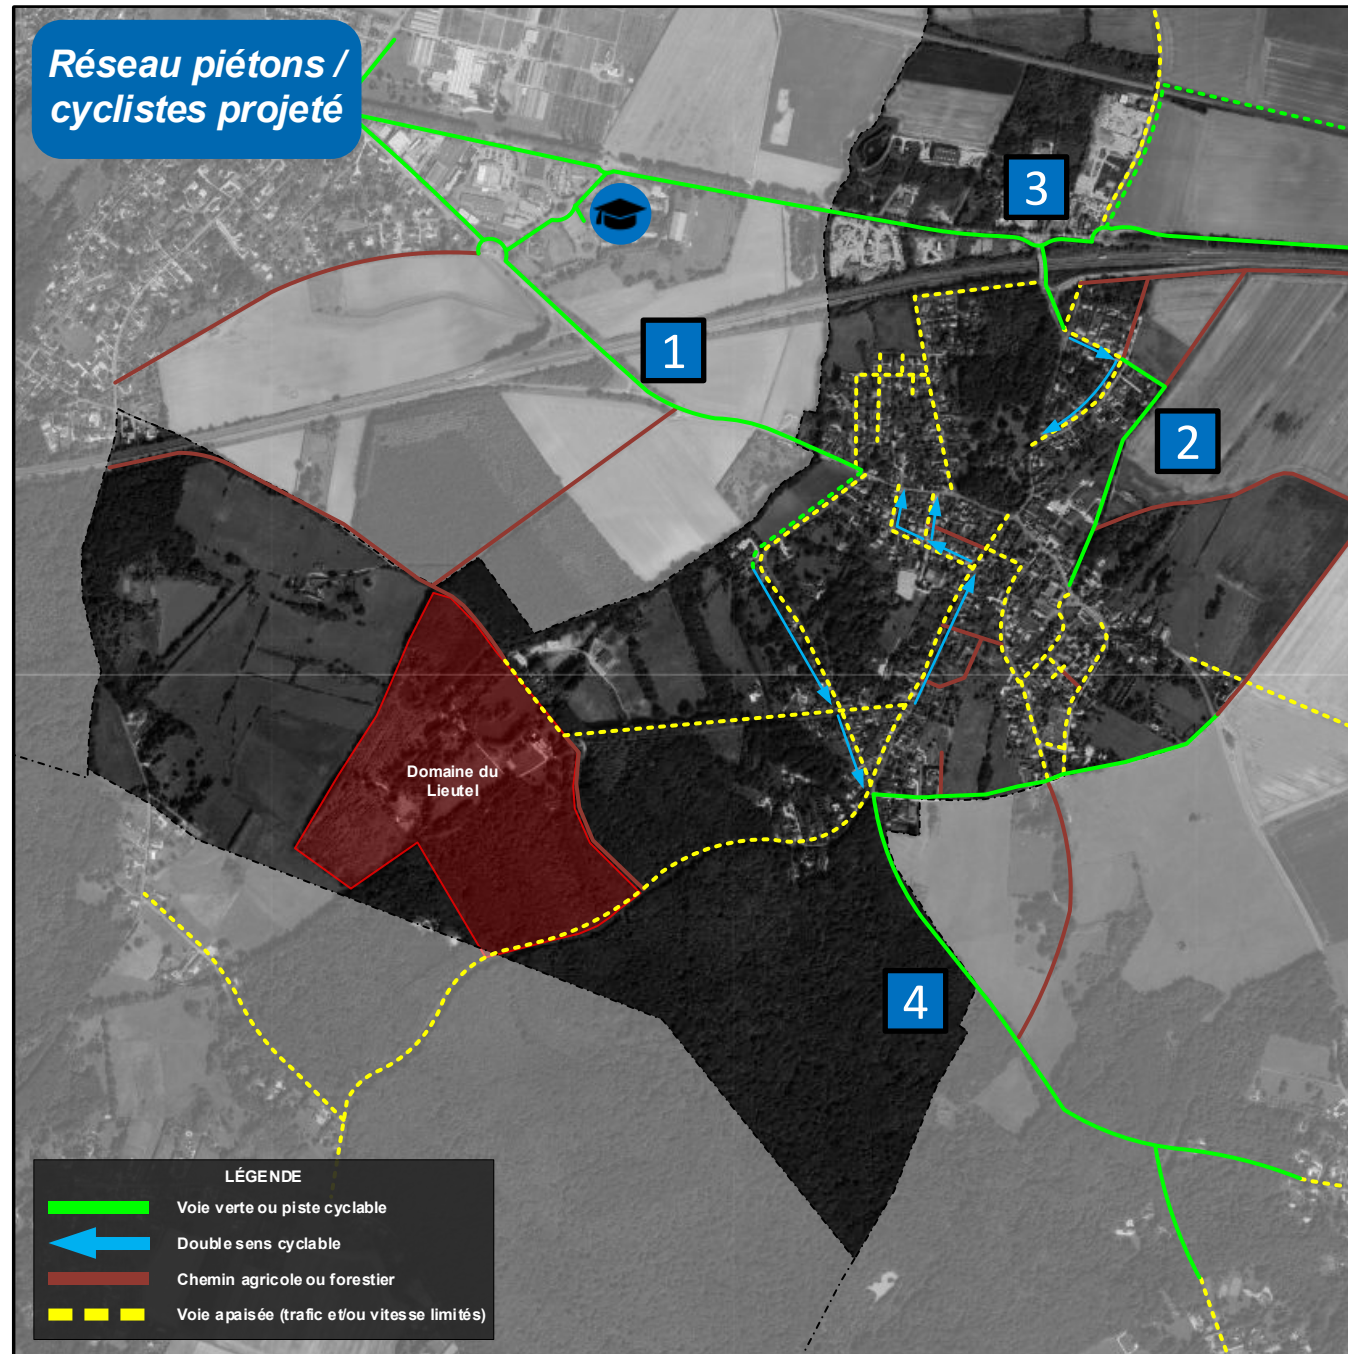 Réseau piétons /
cyclistes projeté
3
1
2
Domaine du
Lieutel
4
LÉGENDE
Voie verte ou piste cyclable
Double sens cyclable
Chemin agricole ou forestier
Voie apaisée (trafic et/ou vitesse limités)